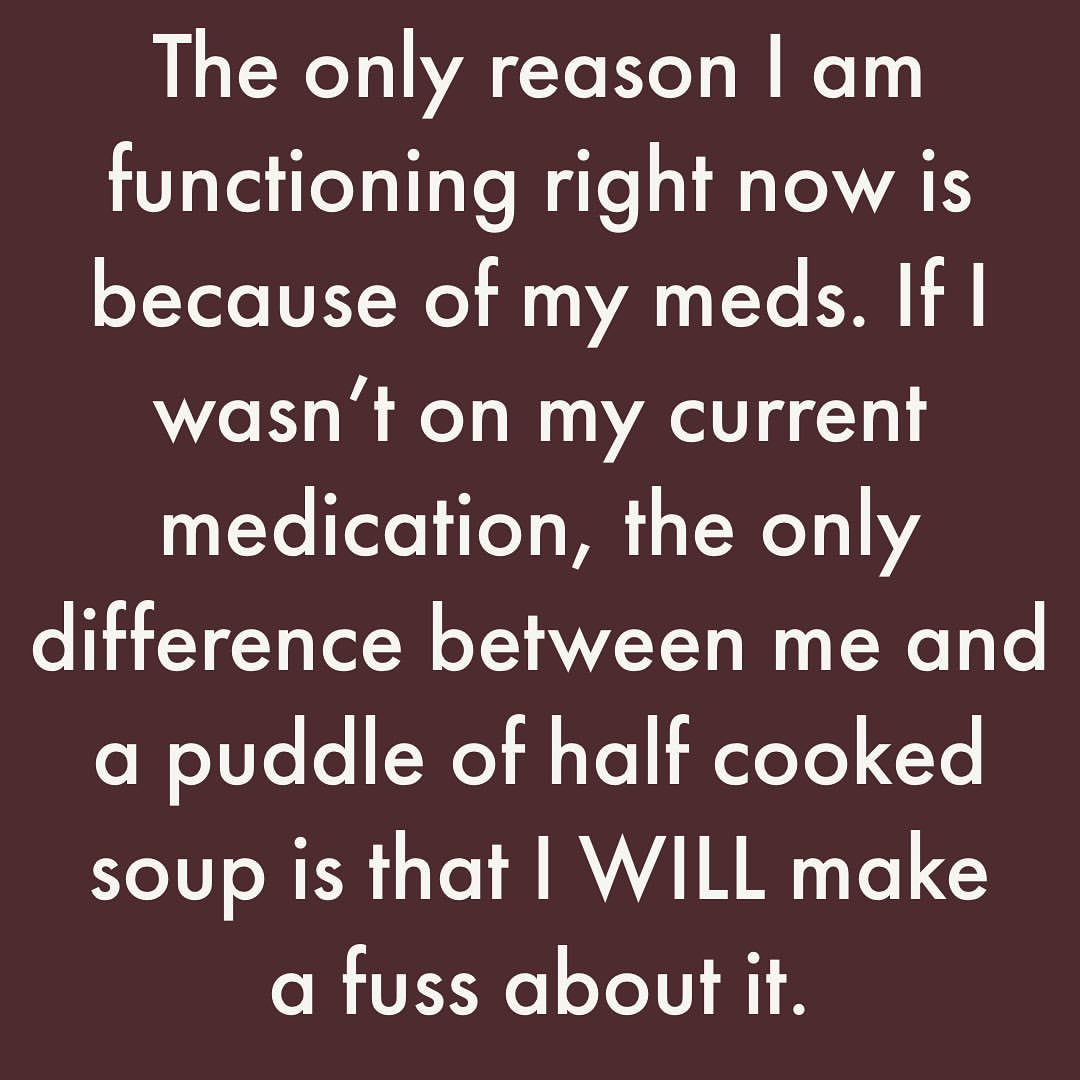 The only reason I am
functioning right now is
because of my meds. If I
wasn’t on my current
medication, the only
difference between me and
a puddle of half cooked
soup is that I WILL make
a fuss about it.